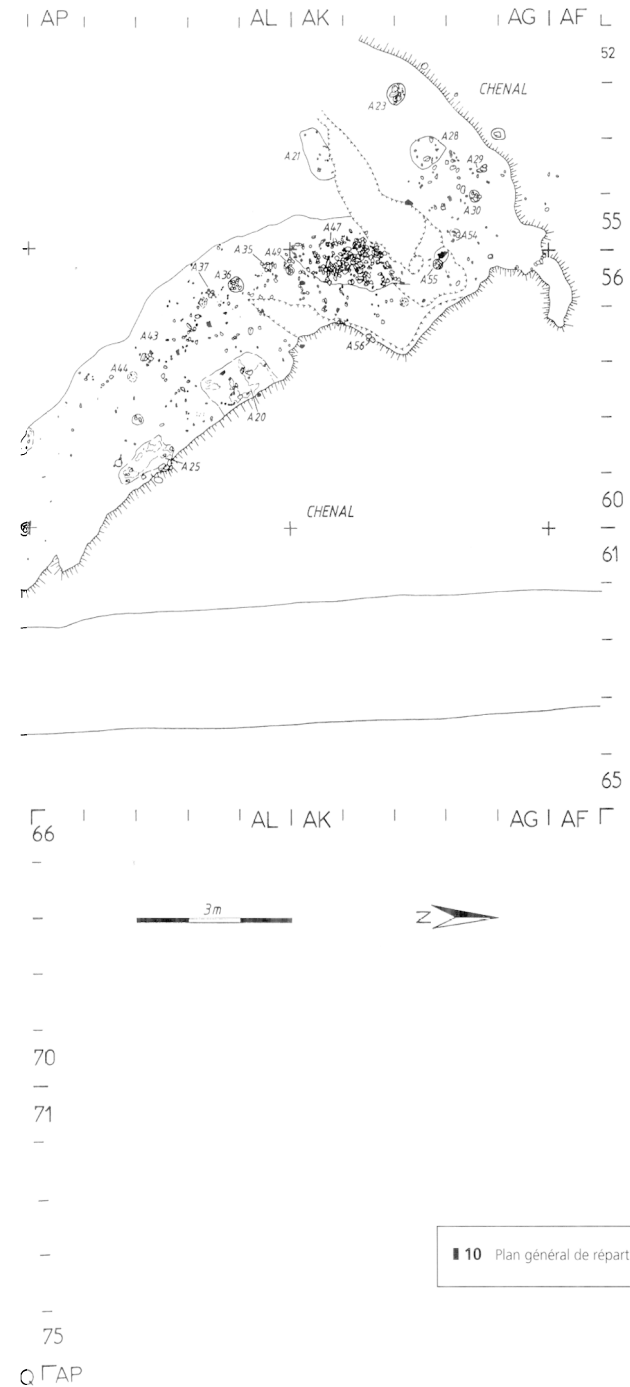 AP AL AK AG AF
52
CHENAL
A23
A28
A21
A29
A30
A47
55
A54
A35 A49
A37 A36
A55
56
A43
A56
A44
A20
A25
60
CHENAL
61
65
AL AK AG AF
66
3m
N
70
71
10 Plan général de répart
75
Q AP